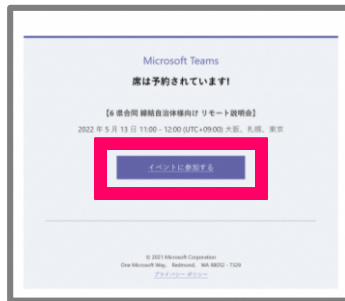 Microsoft Teams
席は予約されています!
【6 県合同 締結自治体様向け リモート説明会】
2022 年 5 月 13 日 11:00 - 12:00 (UTC+09:00) 大阪、札幌、東京
イベントに参加する
© 2021 Microsoft Corporation
One Microsoft Way, Redmond, WA 98052 - 7329
プライバシー ポリシー